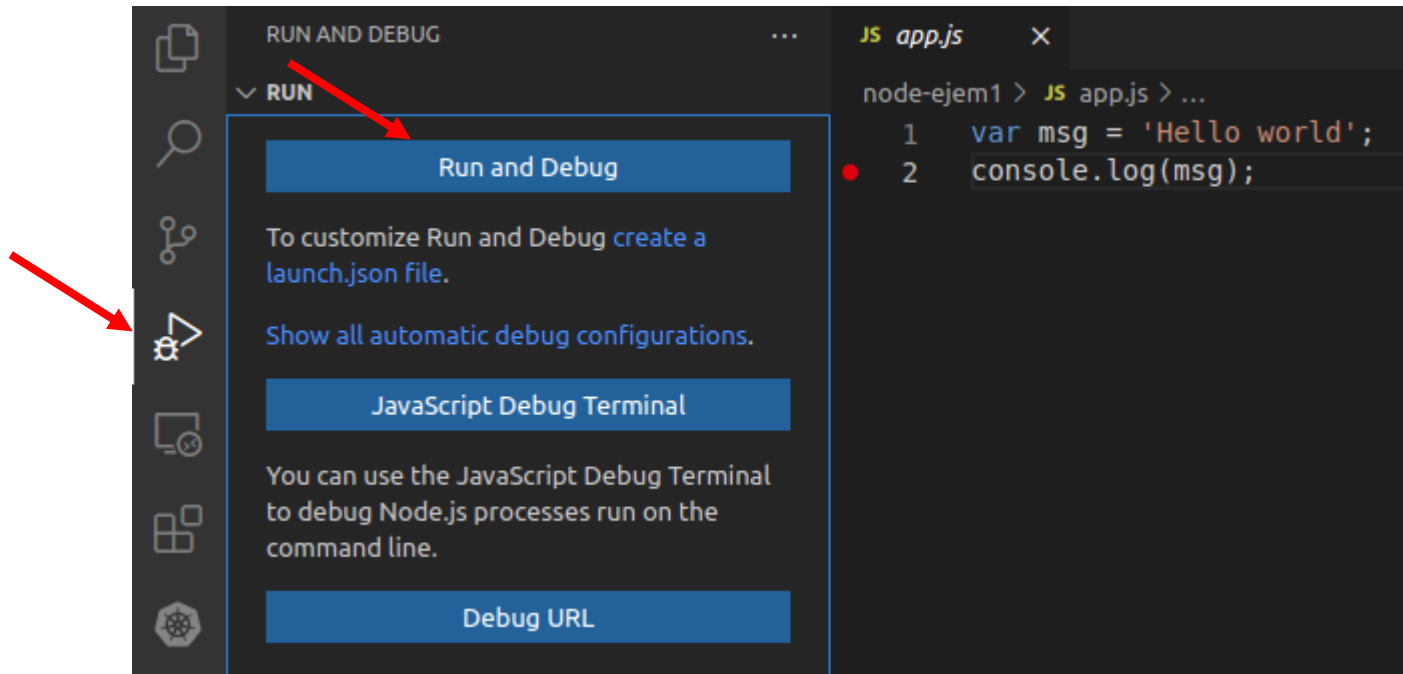 RUN AND DEBUG ...
RUN
Run and Debug
To customize Run and Debug create a
launch.json file.
Show all automatic debug configurations.
JavaScript Debug Terminal
You can use the JavaScript Debug Terminal
to debug Node.js processes run on the
command line.
Debug URL
JS app.js ×
node-ejem1 > JS app.js > ...
1 var msg = 'Hello world';
2 console.log(msg);